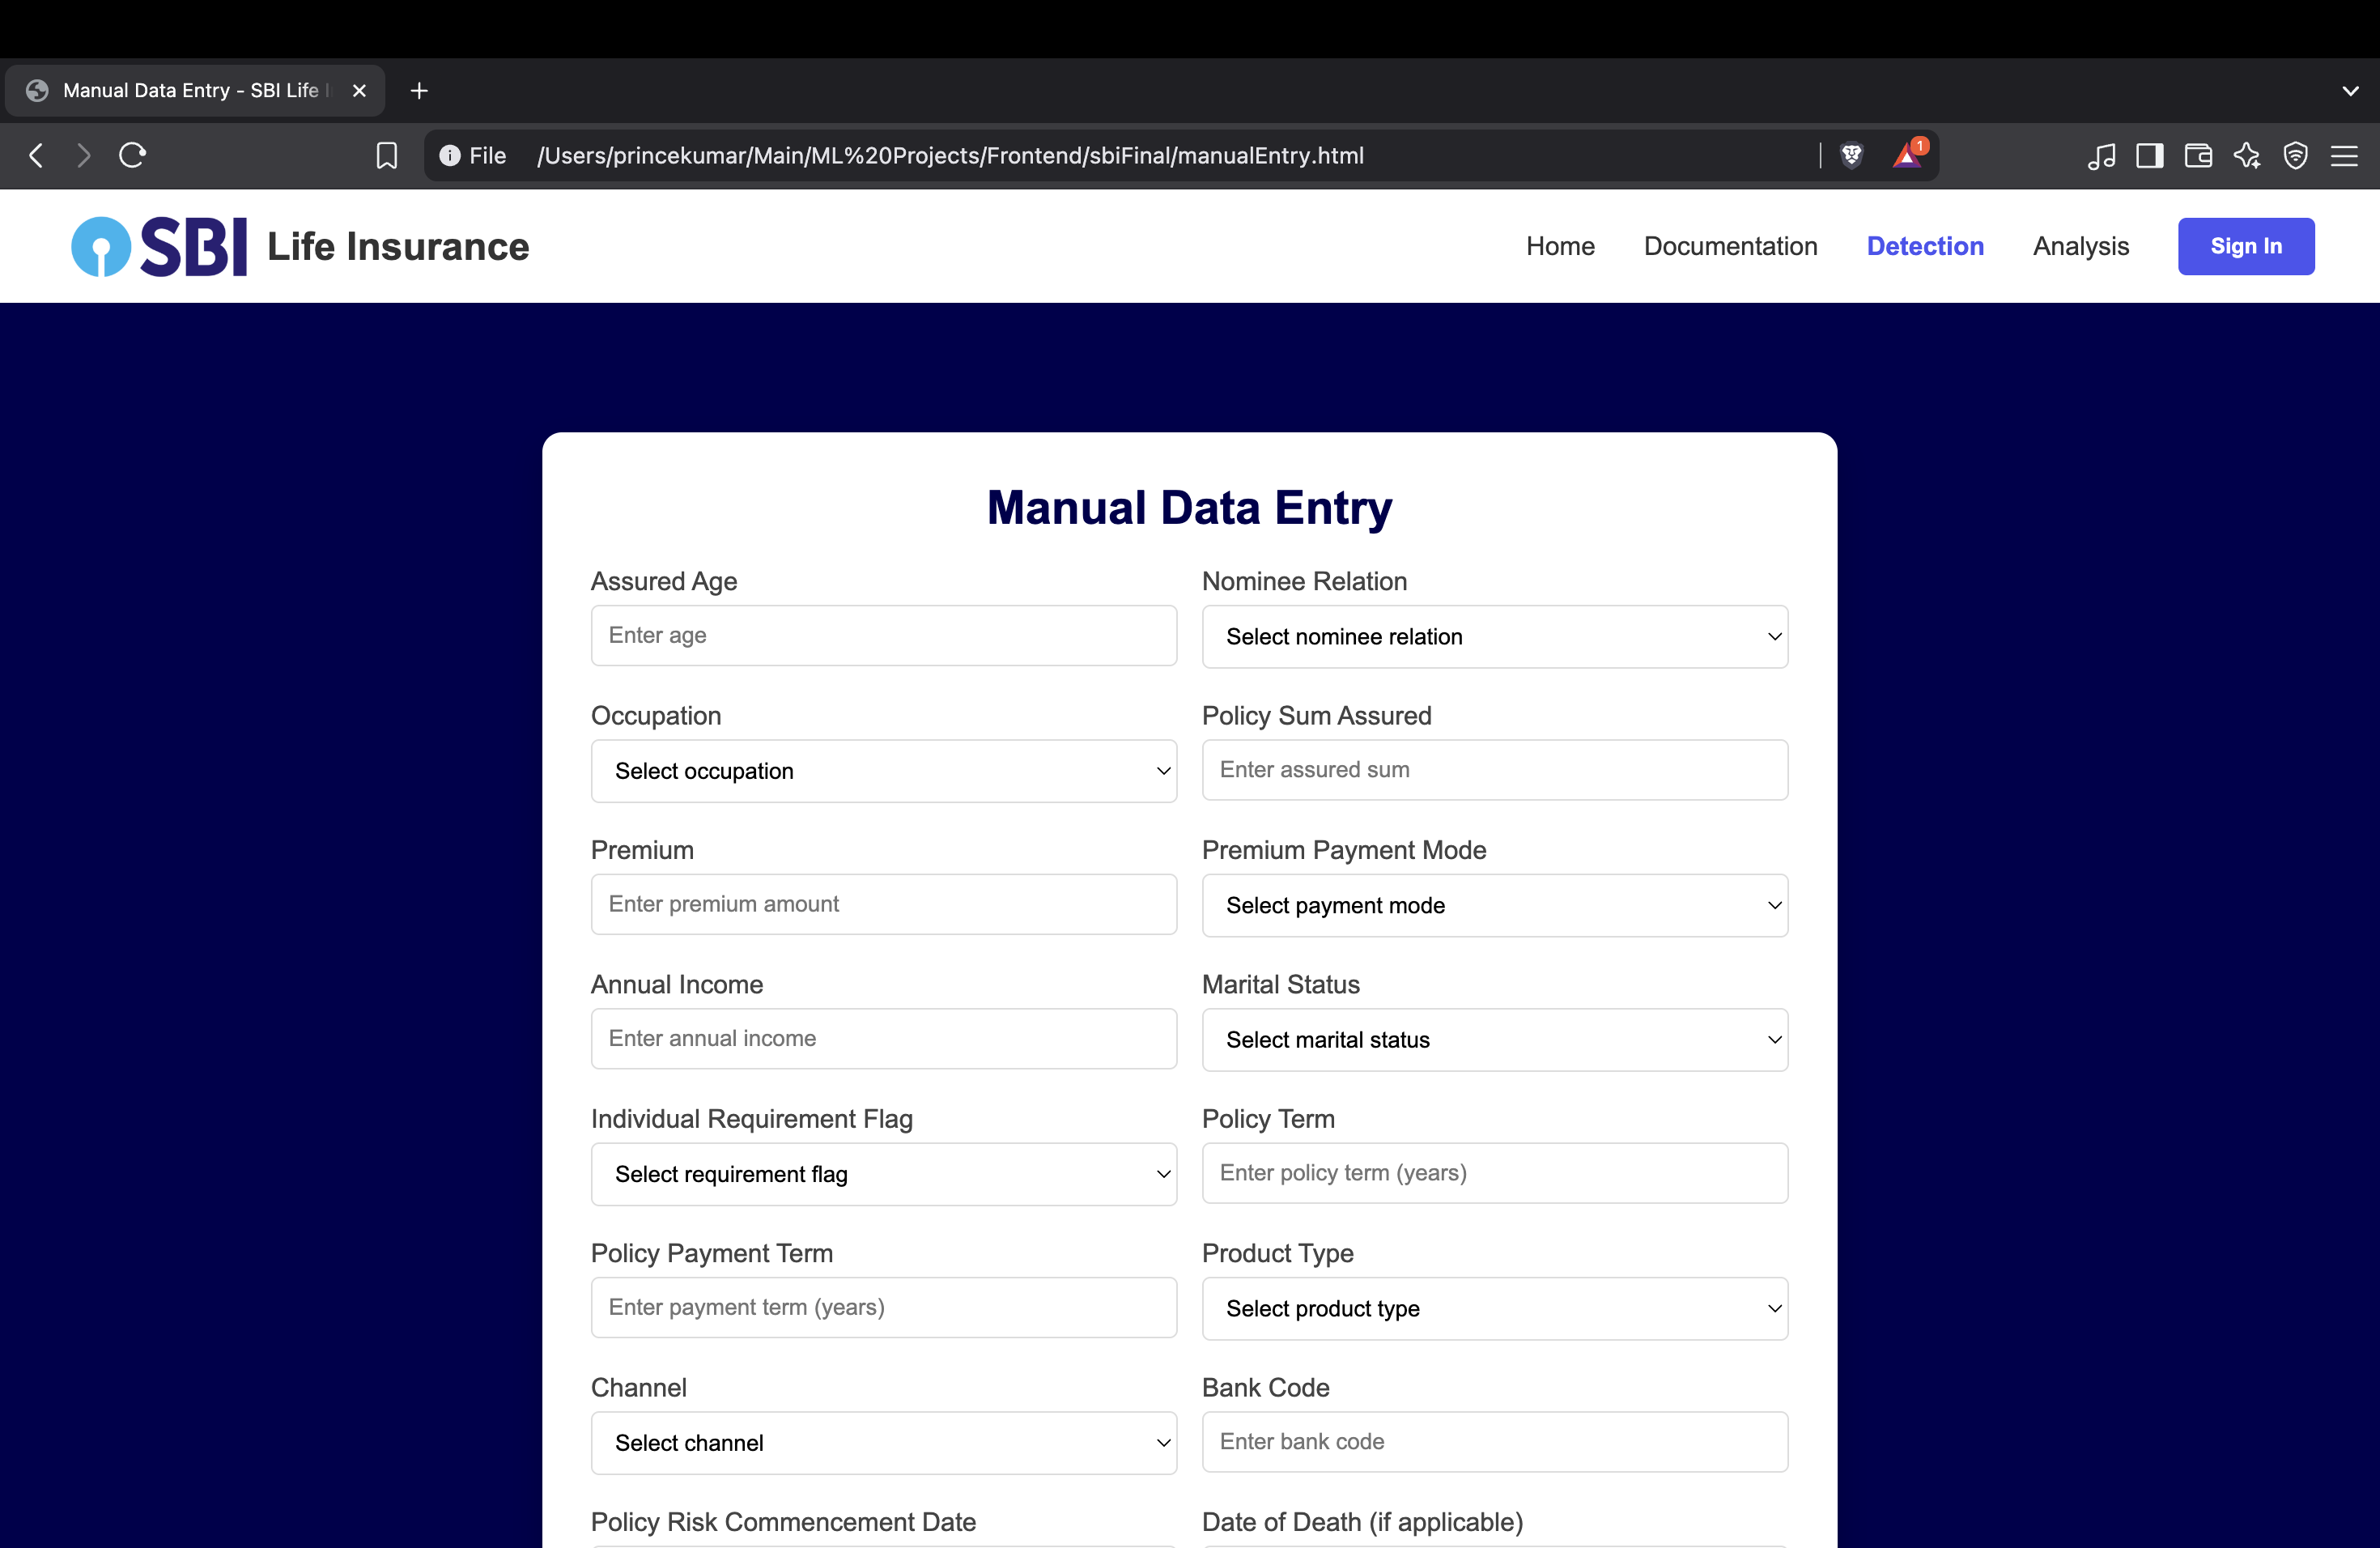 Manual Data Entry - SBI Life
File /Users/princekumar/Main/ML%20Projects/Frontend/sbiFinal/manualEntry.html
1
SBI Life Insurance
Home Documentation Detection Analysis Sign In
Manual Data Entry
Assured Age Nominee Relation
Enter age Select nominee relation
Occupation Policy Sum Assured
Select occupation Enter assured sum
Premium Premium Payment Mode
Enter premium amount Select payment mode
Annual Income Marital Status
Enter annual income Select marital status
Individual Requirement Flag Policy Term
Select requirement flag Enter policy term (years)
Policy Payment Term Product Type
Enter payment term (years) Select product type
Channel Bank Code
Select channel Enter bank code
Policy Risk Commencement Date Date of Death (if applicable)